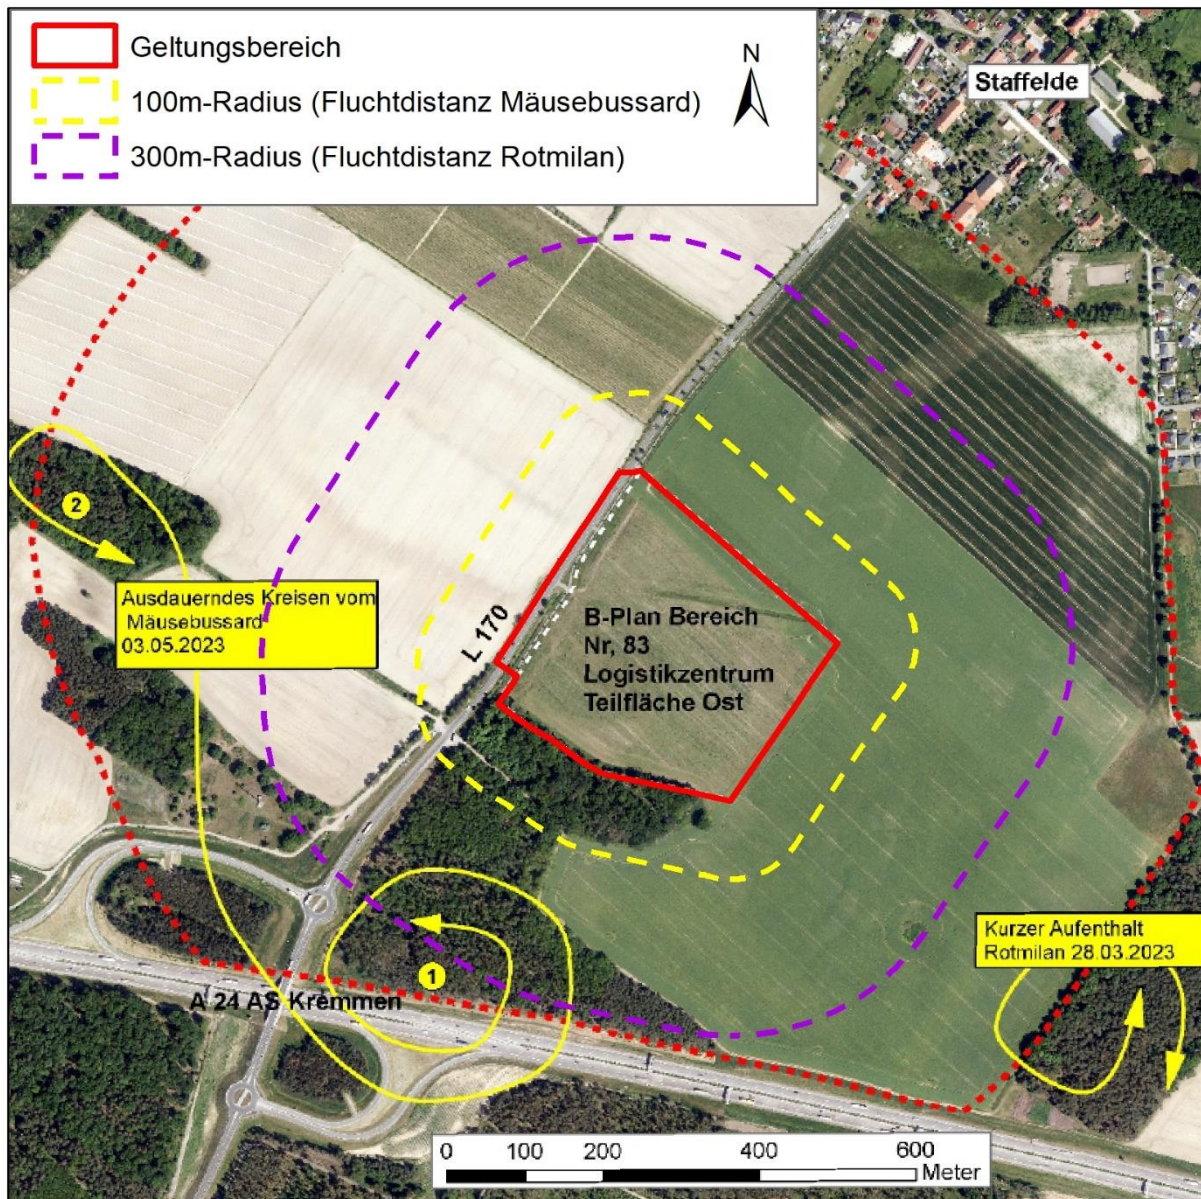 Geltungsbereich
100m-Radius (Fluchtdistanz Mäusebussard)
300m-Radius (Fluchtdistanz Rotmilan)
N
Staffelde
2
Ausdauerndes Kreisen vom
Mäusebussard
03.05.2023
L 170
B-Plan Bereich
Nr, 83
Logistikzentrum
Teilfläche Ost
Kurzer Aufenthalt
Rotmilan 28.03.2023
1
A 24 AS Kremmen
0 100 200 400 600
Meter